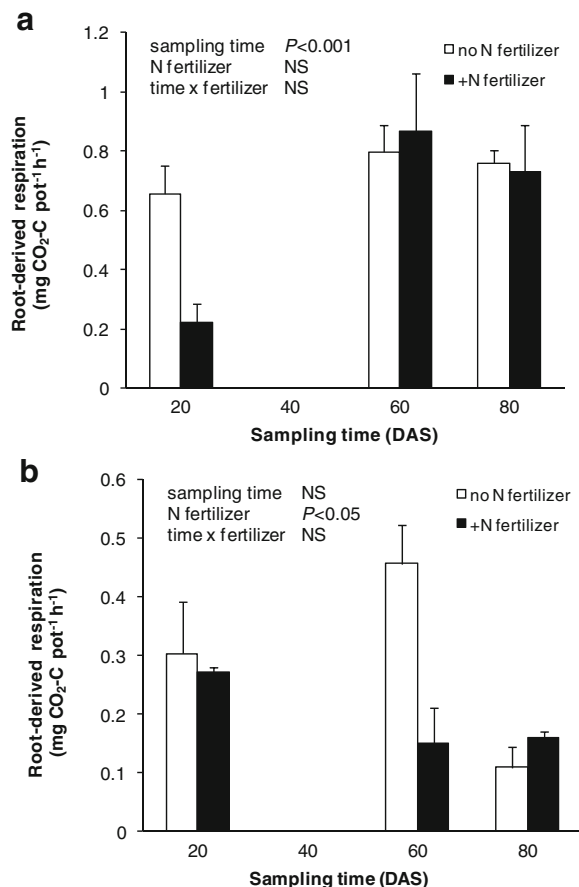 a
1.2
1
0.8
0.6
0.4
0.2
0
Root-derived respiration
(mg CO₂-C pot⁻¹ h⁻¹)
sampling time P<0.001
N fertilizer NS
time x fertilizer NS
no N fertilizer
+N fertilizer
20 40 60 80
Sampling time (DAS)
b
0.6
0.5
0.4
0.3
0.2
0.1
0
Root-derived respiration
(mg CO₂-C pot⁻¹ h⁻¹)
sampling time NS
N fertilizer P<0.05
time x fertilizer NS
no N fertilizer
+N fertilizer
20 40 60 80
Sampling time (DAS)